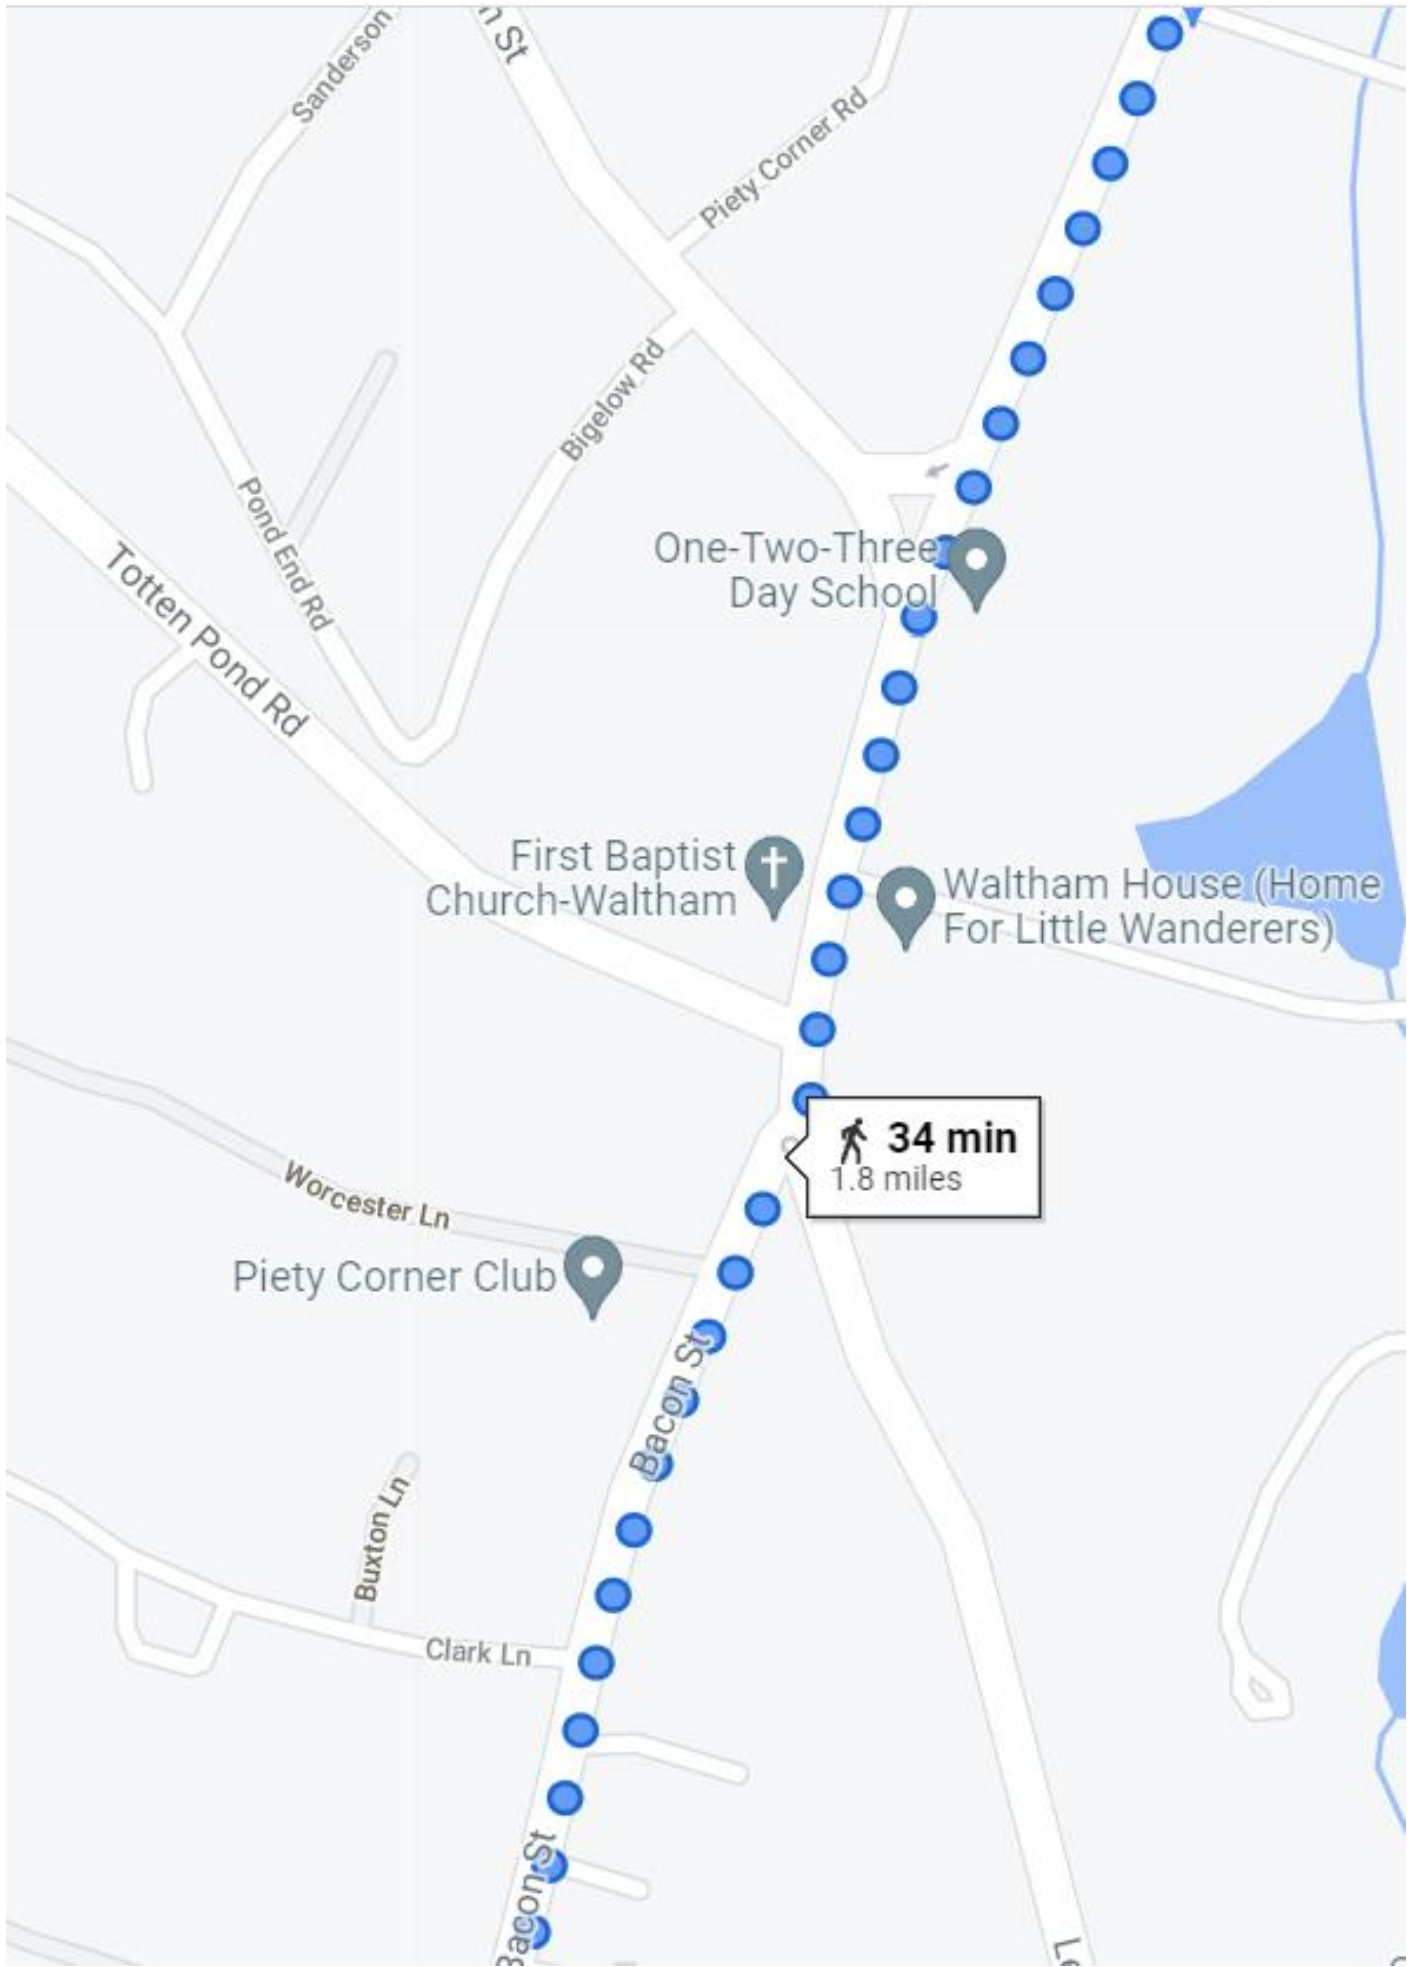 Sanderson
n St
Piety Corner Rd
Bigelow Rd
Pond End Rd
Totten Pond Rd
One-Two-Three
Day School
First Baptist
Church-Waltham
Waltham House (Home
For Little Wanderers)
34 min
1.8 miles
Worcester Ln
Piety Corner Club
Bacon St
Buxton Ln
Clark Ln
Bacon St
Le